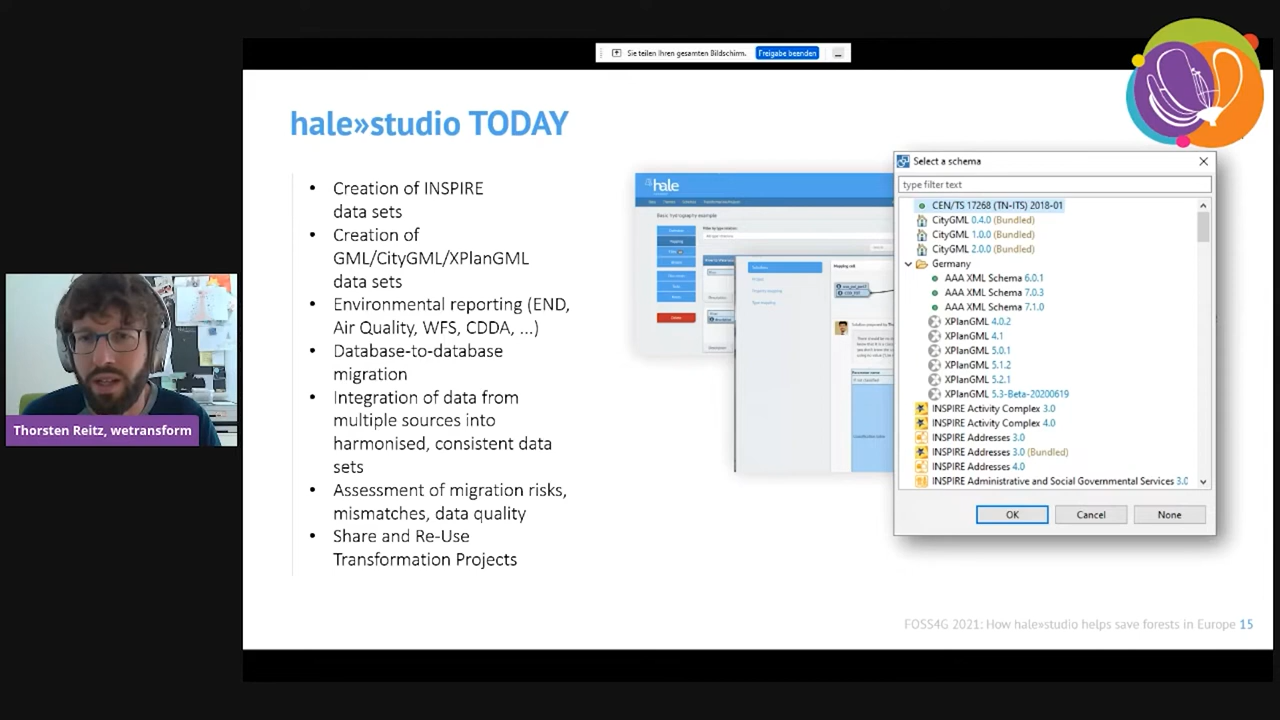 Sie teilen Ihren gesamten Bildschirm. Freigabe beenden
hale»studio TODAY
• Creation of INSPIRE
data sets
• Creation of
GML/CityGML/XPlanGML
data sets
• Environmental reporting (END,
Air Quality, WFS, CDDA, ...)
• Database-to-database
migration
• Integration of data from
multiple sources into
harmonised, consistent data
sets
• Assessment of migration risks,
mismatches, data quality
• Share and Re-Use
Transformation Projects
hale
Basic hydrography example
Select a schema
type filter text
CEN/TS 17268 (TN-ITS) 2018-01
CityGML 0.4.0 (Bundled)
CityGML 1.0.0 (Bundled)
CityGML 2.0.0 (Bundled)
Germany
AAA XML Schema 6.0.1
AAA XML Schema 7.0.3
AAA XML Schema 7.1.0
XPlanGML 4.0.2
XPlanGML 4.1
XPlanGML 5.0.1
XPlanGML 5.1.2
XPlanGML 5.2.1
XPlanGML 5.3-Beta-20200619
INSPIRE Activity Complex 3.0
INSPIRE Activity Complex 4.0
INSPIRE Addresses 3.0
INSPIRE Addresses 3.0 (Bundled)
INSPIRE Addresses 4.0
INSPIRE Administrative and Social Governmental Services 3.0
OK Cancel None
Thorsten Reitz, wetransform
FOSS4G 2021: How hale»studio helps save forests in Europe 15